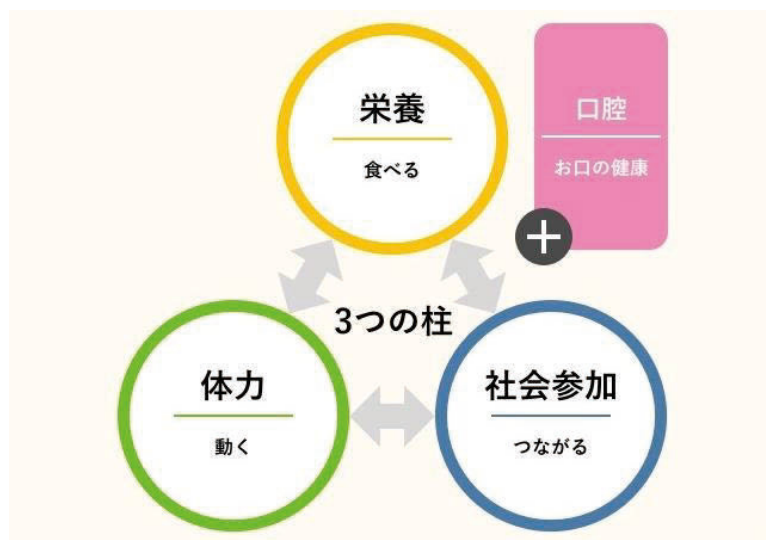 栄養
食べる
口腔
お口の健康
3つの柱
体力
動く
社会参加
つながる